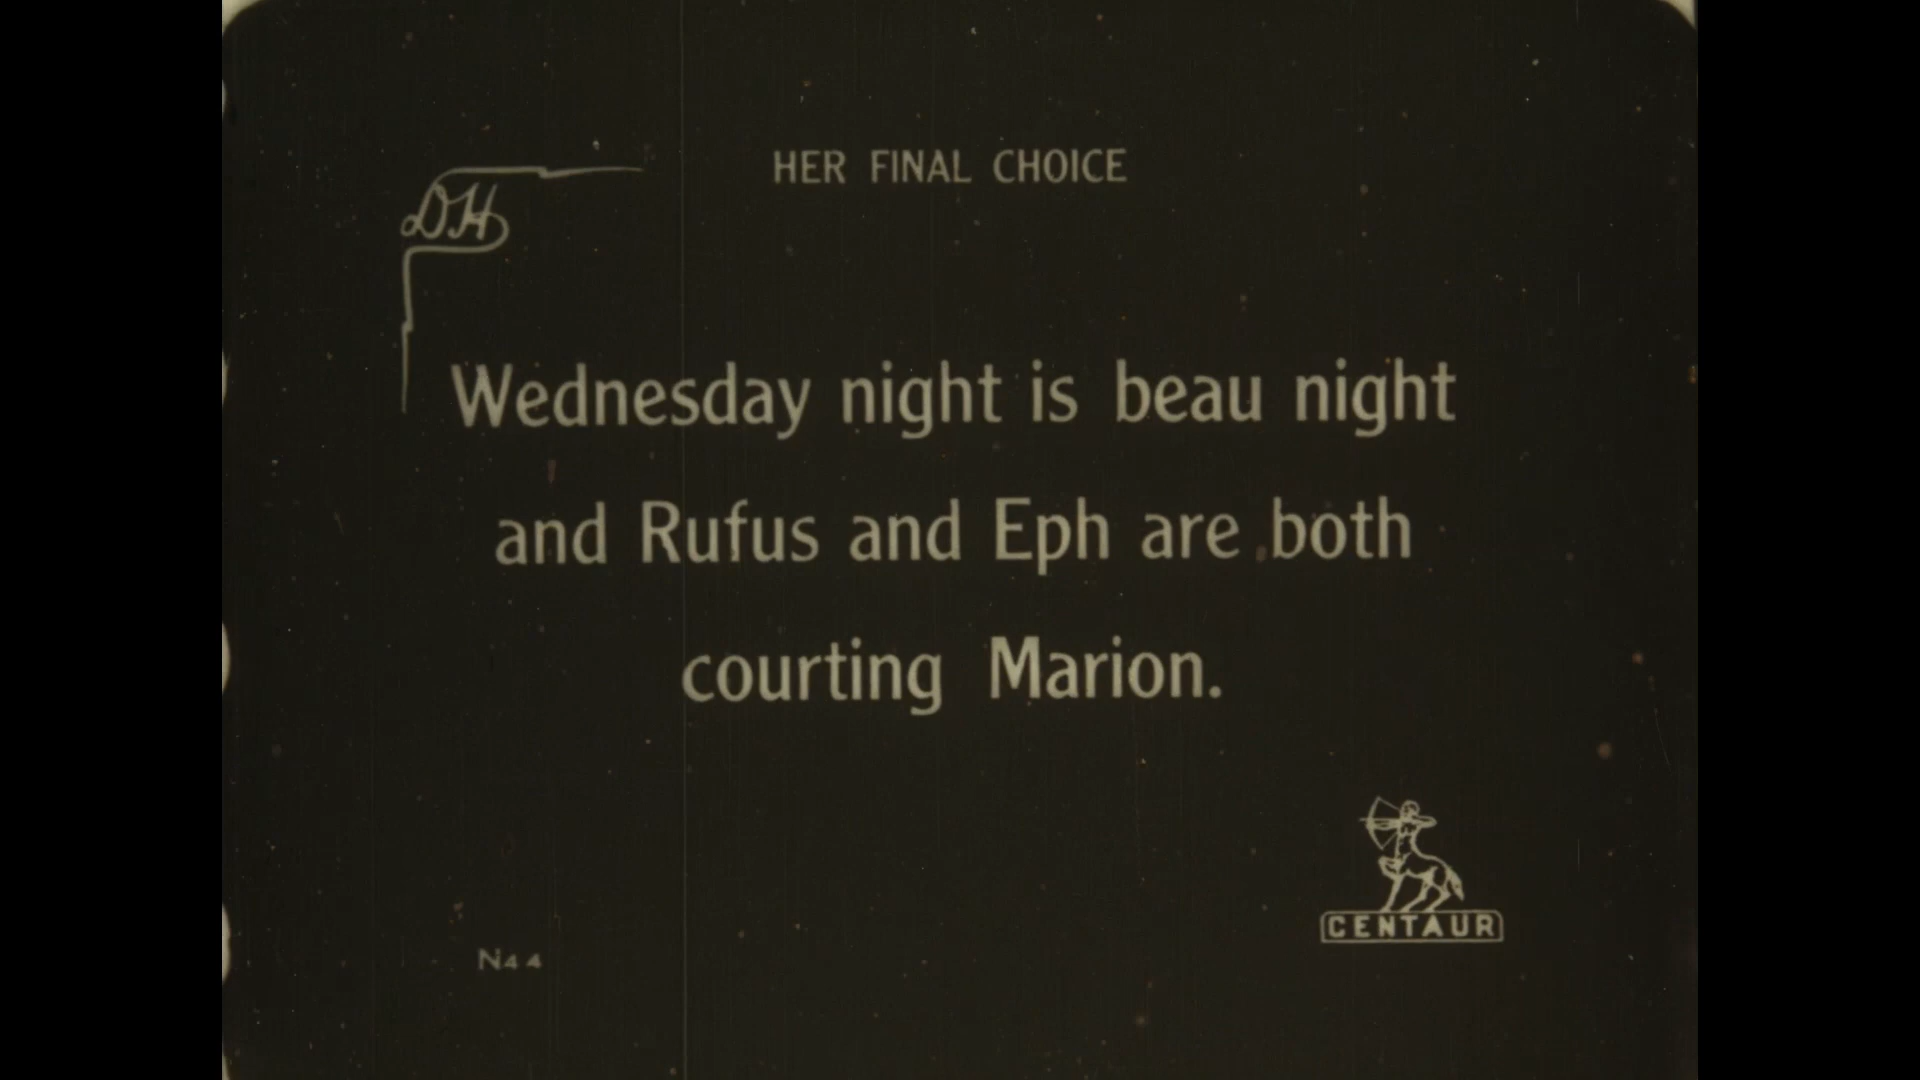 HER FINAL CHOICE
DH
Wednesday night is beau night
and Rufus and Eph are both
courting Marion.
CENTAUR
N44